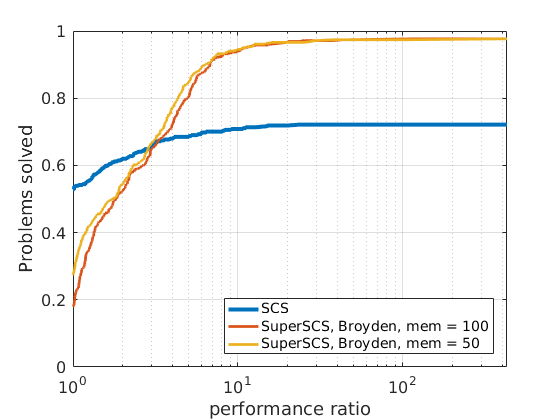 1
0.8
0.6
0.4
0.2
0
Problems solved
10^0
10^1
10^2
performance ratio
SCS
SuperSCS, Broyden, mem = 100
SuperSCS, Broyden, mem = 50